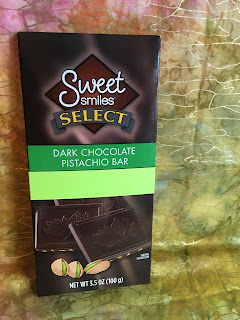 Sweet
smiles
SELECT
DARK CHOCOLATE
PISTACHIO BAR
NET WT 3.5 OZ (100 g)